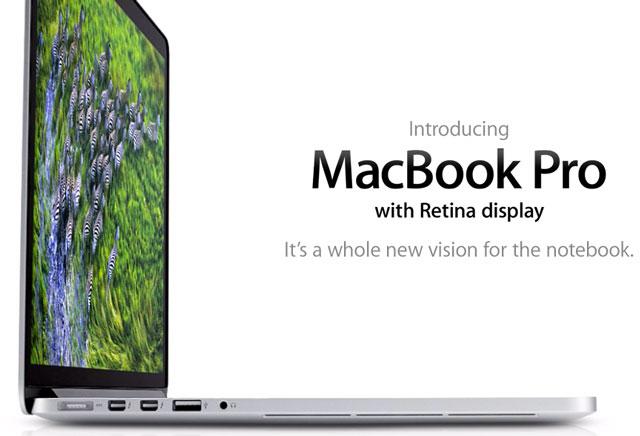 Introducing
MacBook Pro
with Retina display
It’s a whole new vision for the notebook.